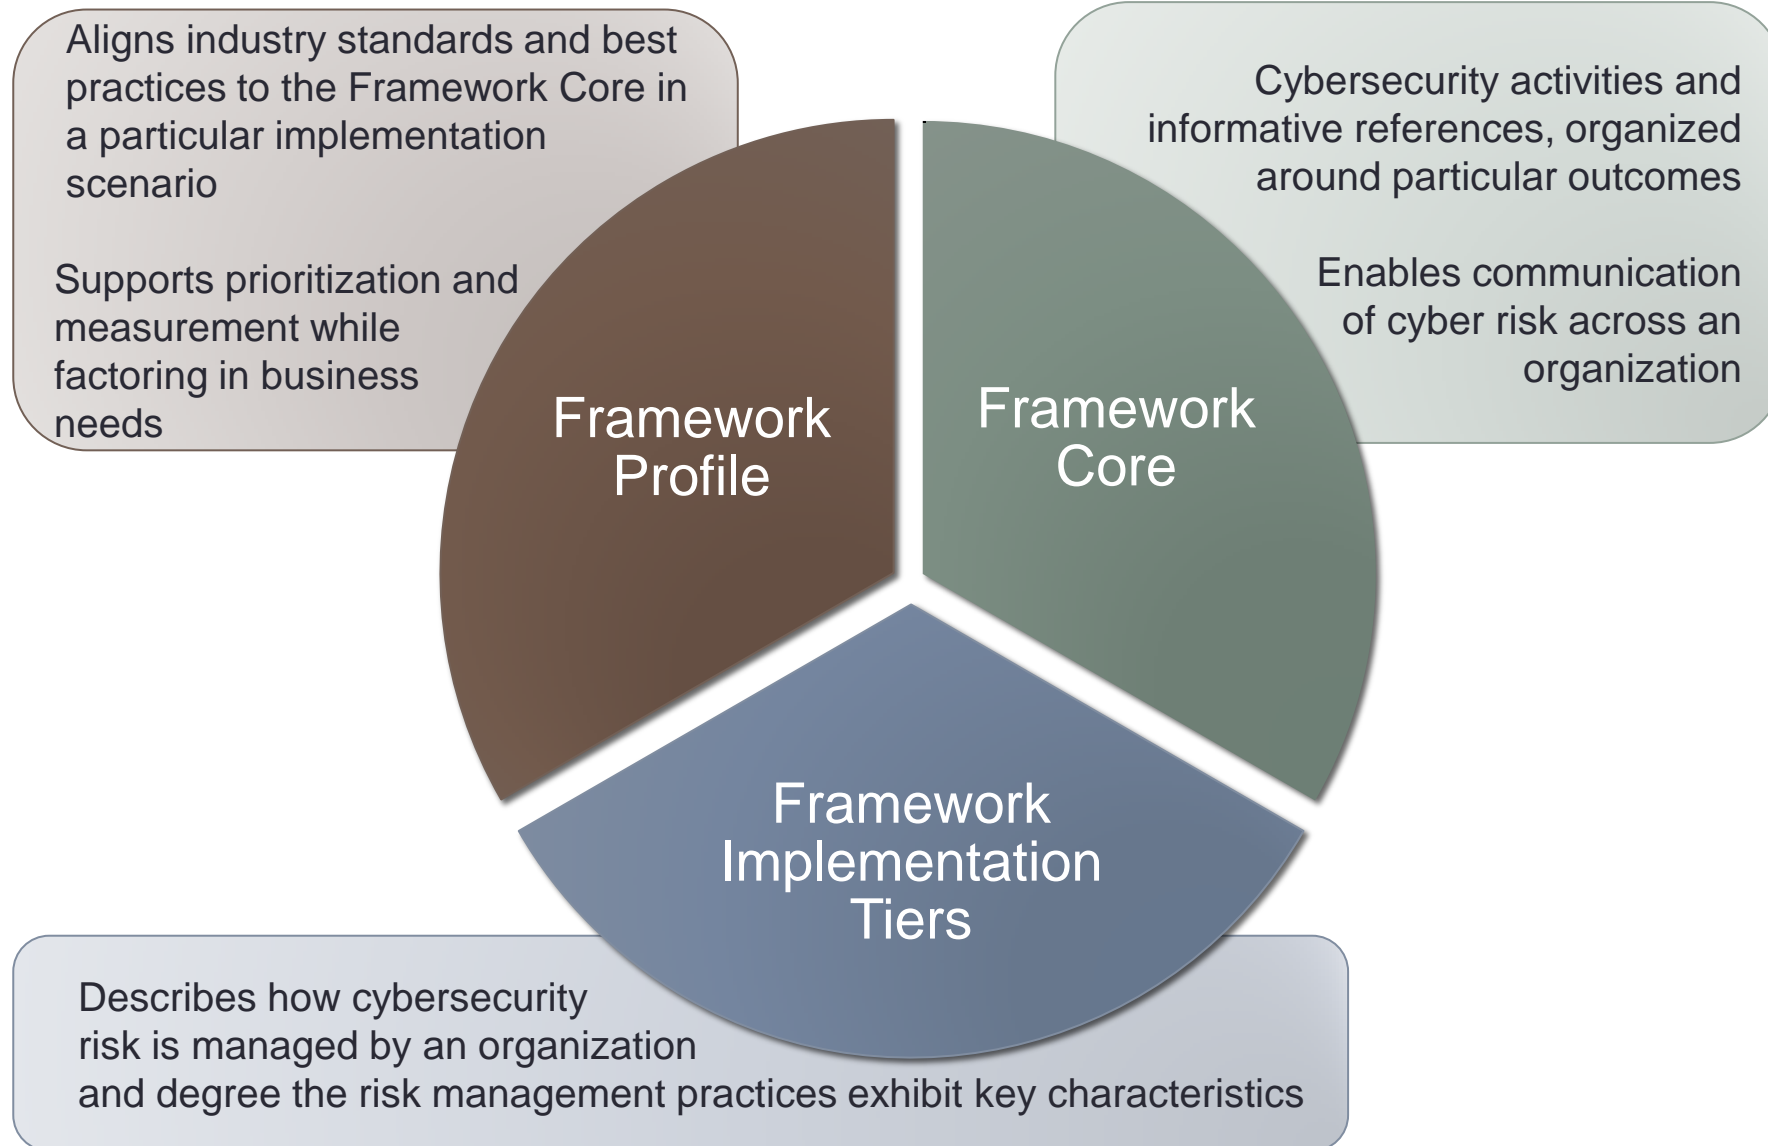 Aligns industry standards and best
practices to the Framework Core in
a particular implementation
scenario
Supports prioritization and
measurement while
factoring in business
needs
Cybersecurity activities and
informative references, organized
around particular outcomes
Enables communication
of cyber risk across an
organization
Framework
Profile
Framework
Core
Framework
Implementation
Tiers
Describes how cybersecurity
risk is managed by an organization
and degree the risk management practices exhibit key characteristics